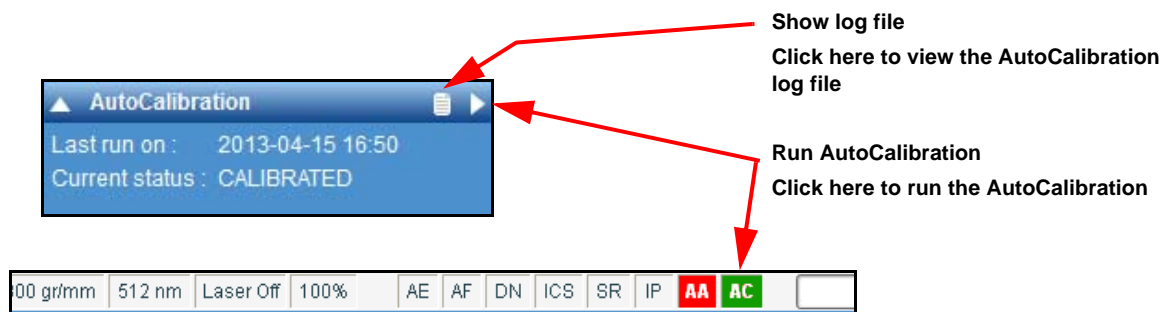 Show log file
Click here to view the AutoCalibration
log file
AutoCalibration
Last run on : 2013-04-15 16:50
Current status : CALIBRATED
Run AutoCalibration
Click here to run the AutoCalibration
00 gr/mm 512 nm Laser Off 100% AE AF DN ICS SR IP AA AC